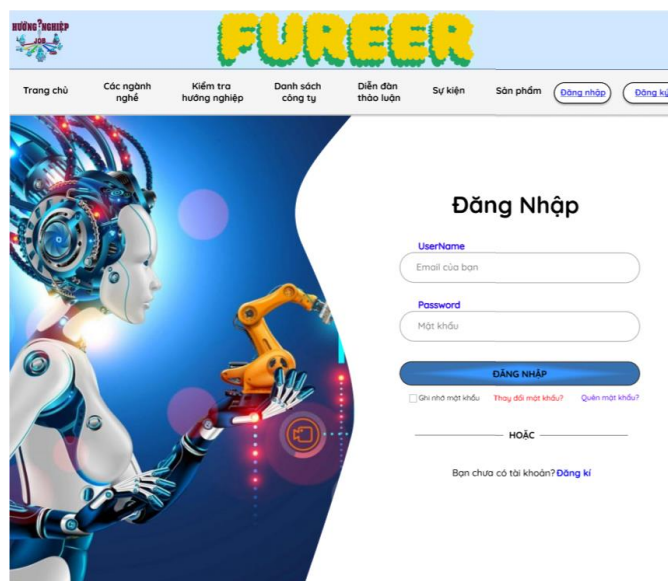 HƯỚNG?NGHIỆP
JOB
FUREER
Trang chủ
Các ngành
nghề
Kiểm tra
hướng nghiệp
Danh sách
công ty
Diễn đàn
thảo luận
Sự kiện
Sản phẩm
Đăng nhập
Đăng ký
Đăng Nhập
UserName
Email của bạn
Password
Mật khẩu
ĐĂNG NHẬP
Ghi nhớ mật khẩu Thay đổi mật khẩu? Quên mật khẩu?
HOẶC
Bạn chưa có tài khoản? Đăng kí